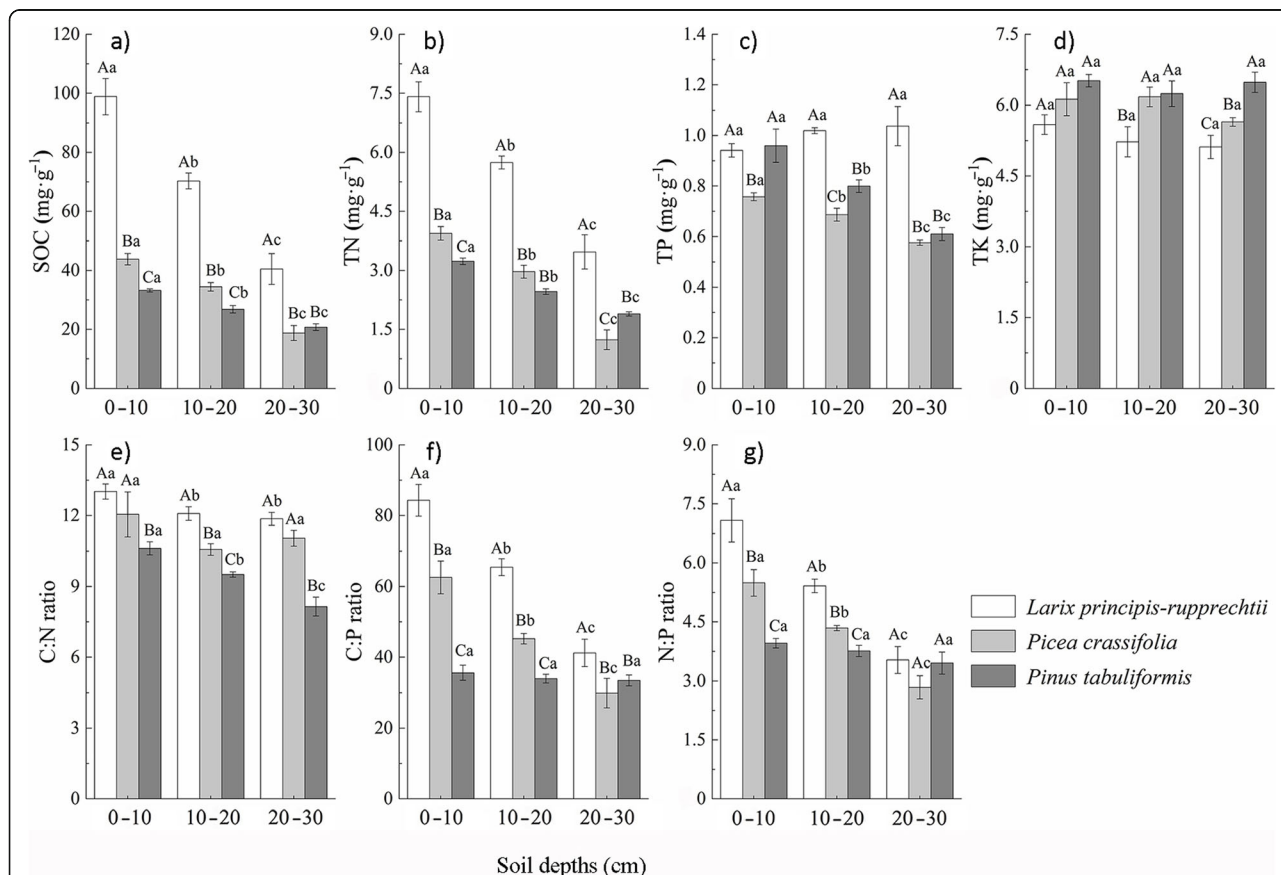 a)
SOC (mg·g⁻¹)
120
100
80
60
40
20
0
Aa
Ba
Ca
Ab
Bb
Cb
Ac
Bc
Bc
0-10
10-20
20-30
b)
TN (mg·g⁻¹)
9.0
7.5
6.0
4.5
3.0
1.5
0
Aa
Ba
Ca
Ab
Bb
Bb
Ac
Cc
Bc
0-10
10-20
20-30
c)
TP (mg·g⁻¹)
1.4
1.2
1.0
0.8
0.6
0.4
0.2
0.0
Aa
Ba
Aa
Aa
Cb
Bb
Aa
Bc
Bc
0-10
10-20
20-30
d)
TK (mg·g⁻¹)
7.5
6.0
5.0
3.0
1.5
0
Aa
Aa
Aa
Ba
Aa
Aa
Ca
Ba
Aa
0-10
10-20
20-30
e)
C:N ratio
15
12
9
6
3
0
Aa
Aa
Ba
Ab
Ba
Cb
Ab
Aa
Bc
0-10
10-20
20-30
f)
C:P ratio
100
80
60
40
20
0
Aa
Ba
Ca
Ab
Bb
Ca
Ac
Bc
Ba
0-10
10-20
20-30
g)
N:P ratio
9.0
7.5
6.0
4.5
3.0
1.5
0.0
Aa
Ba
Ca
Ab
Bb
Ca
Ac
Ac
Aa
0-10
10-20
20-30
Larix principis-rupprechtii
Picea crassifolia
Pinus tabuliformis
Soil depths (cm)